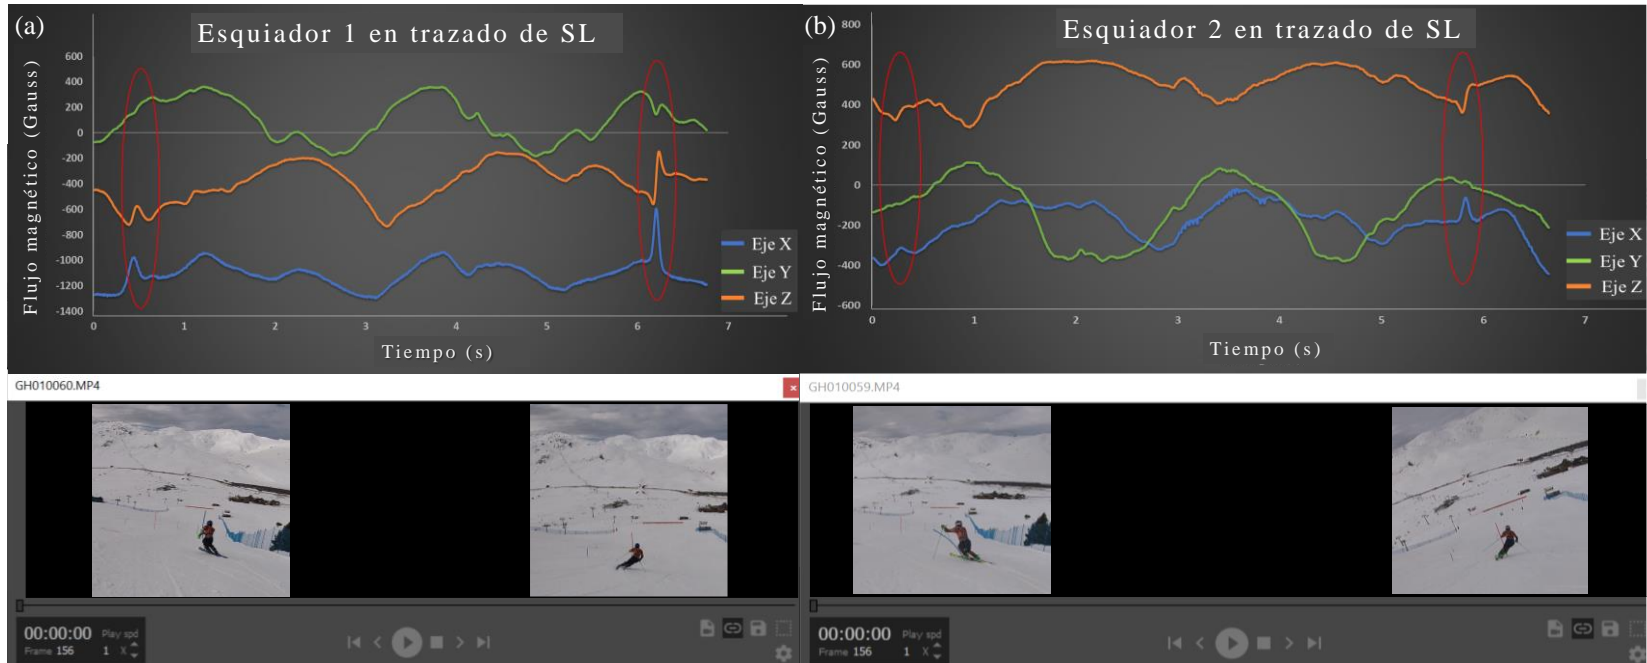 (a)
Esquiador 1 en trazado de SL
Flujo magnético (Gauss)
600
400
200
0
-200
-400
-600
-800
-1000
-1200
-1400
0 1 2 3 4 5 6 7
Tiempo (s)
Eje X
Eje Y
Eje Z
(b)
Esquiador 2 en trazado de SL
Flujo magnético (Gauss)
800
600
400
200
0
-200
-400
-600
0 1 2 3 4 5 6 7
Tiempo (s)
Eje X
Eje Y
Eje Z
GH010060.MP4
00:00:00 Play spd
Frame 156 1 X
GH010059.MP4
00:00:00 Play spd
Frame 156 1 X